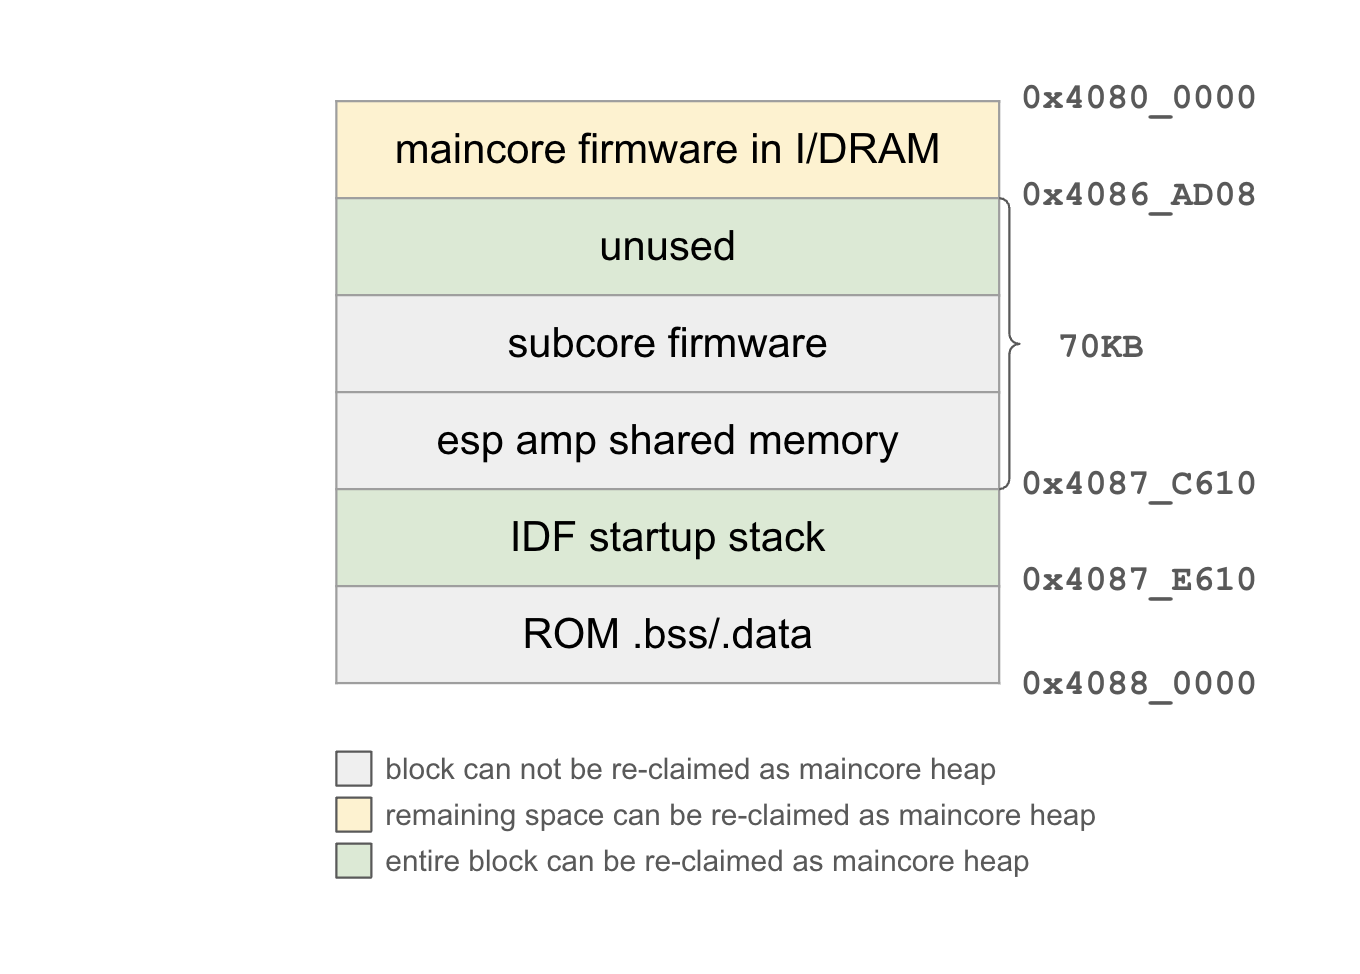 0x4080_0000
maincore firmware in I/DRAM
0x4086_AD08
unused
subcore firmware
70KB
esp amp shared memory
0x4087_C610
IDF startup stack
0x4087_E610
ROM .bss/.data
0x4088_0000
block can not be re-claimed as maincore heap
remaining space can be re-claimed as maincore heap
entire block can be re-claimed as maincore heap